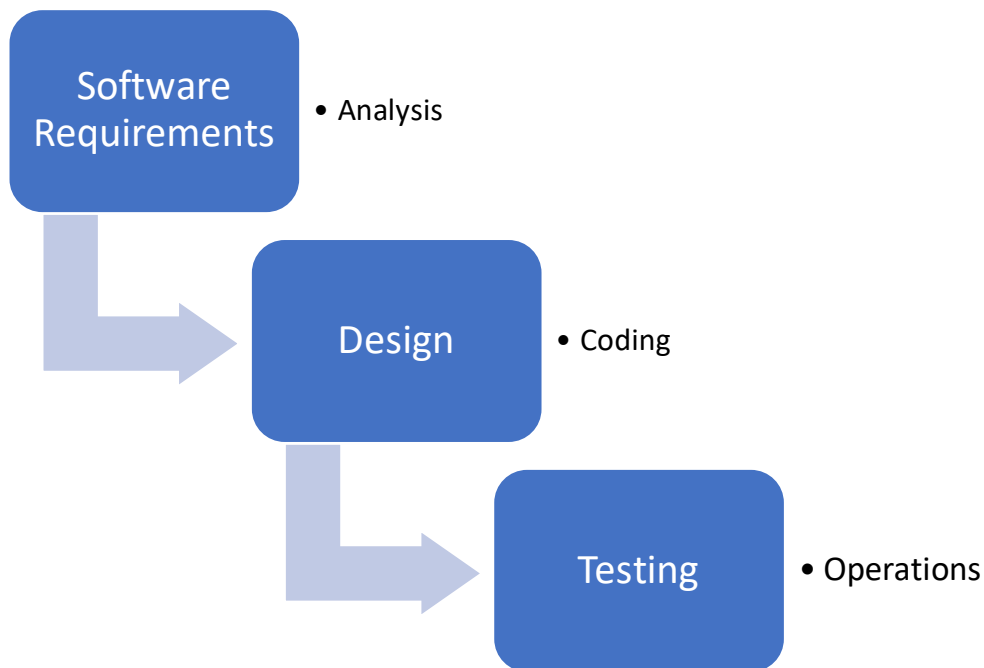 Software
Requirements
• Analysis
Design
• Coding
Testing
• Operations